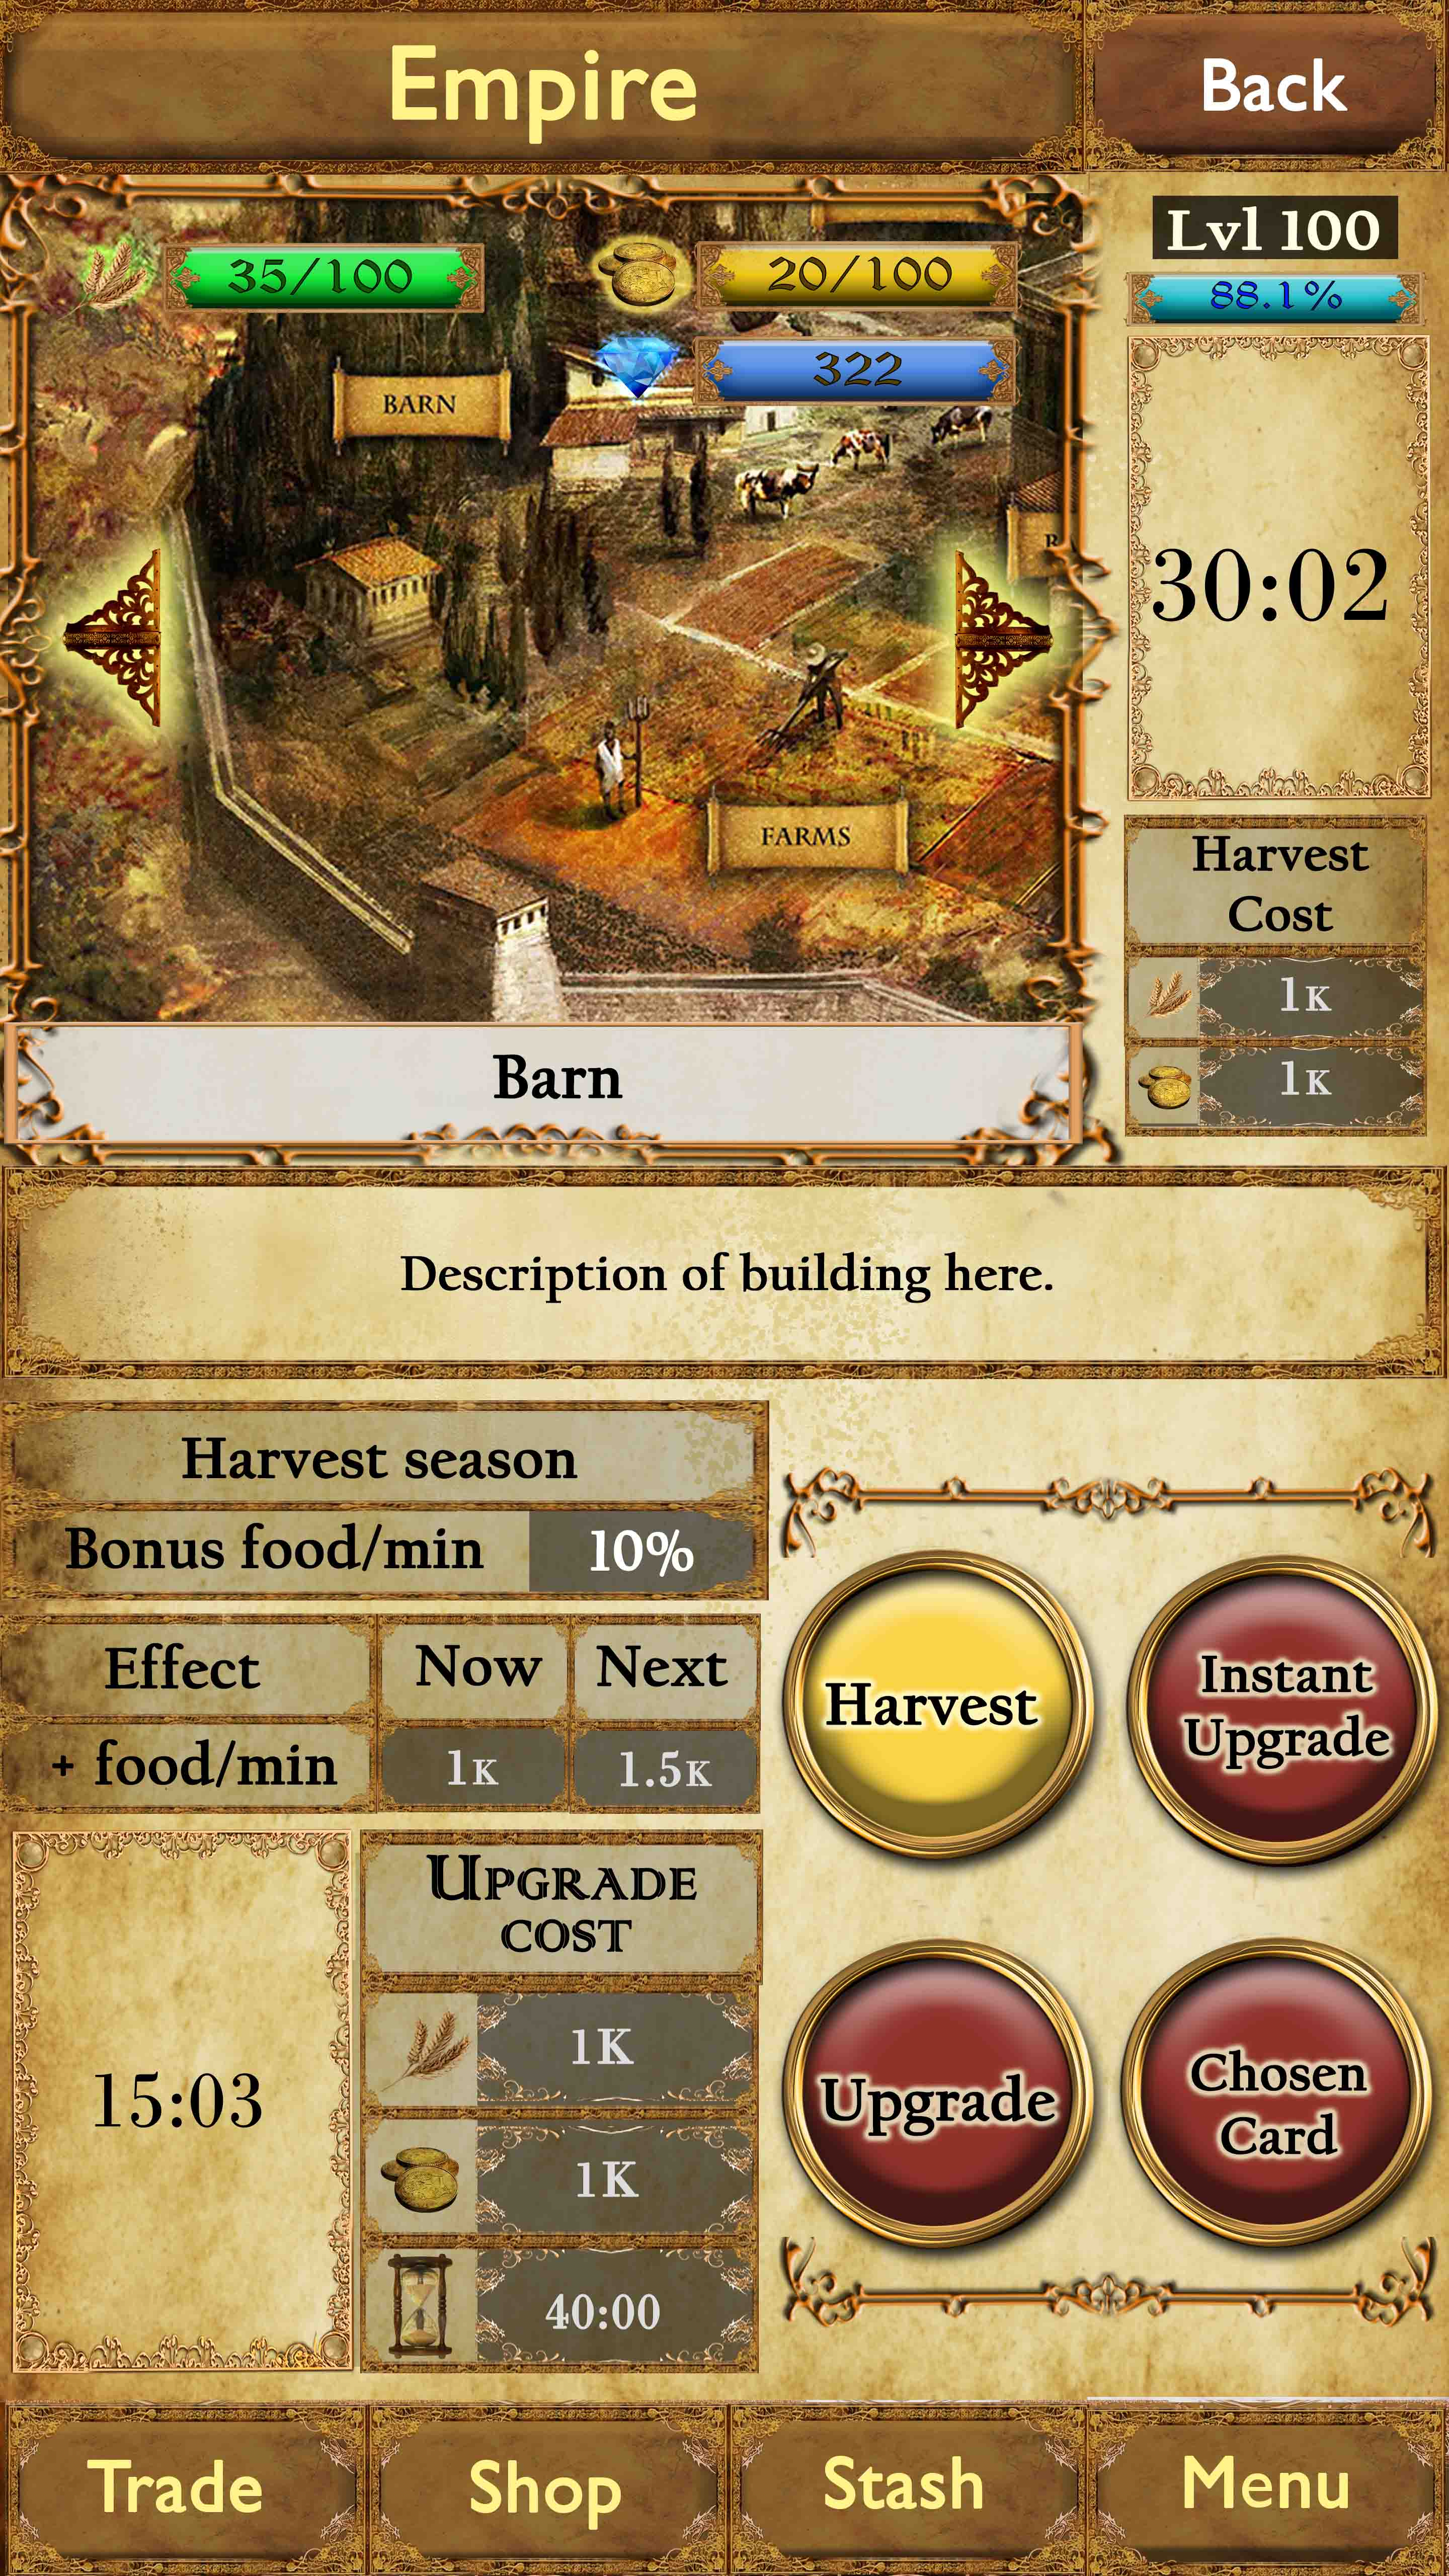 Empire
Back
35/100
20/100
322
Lvl 100
88.1%
BARN
30:02
FARMS
Harvest
Cost
1K
1K
Barn
Description of building here.
Harvest season
Bonus food/min 10%
Effect Now Next
+ food/min 1K 1.5K
Harvest
Instant
Upgrade
UPGRADE
COST
1K
15:03
1K
40:00
Upgrade
Chosen
Card
Trade
Shop
Stash
Menu